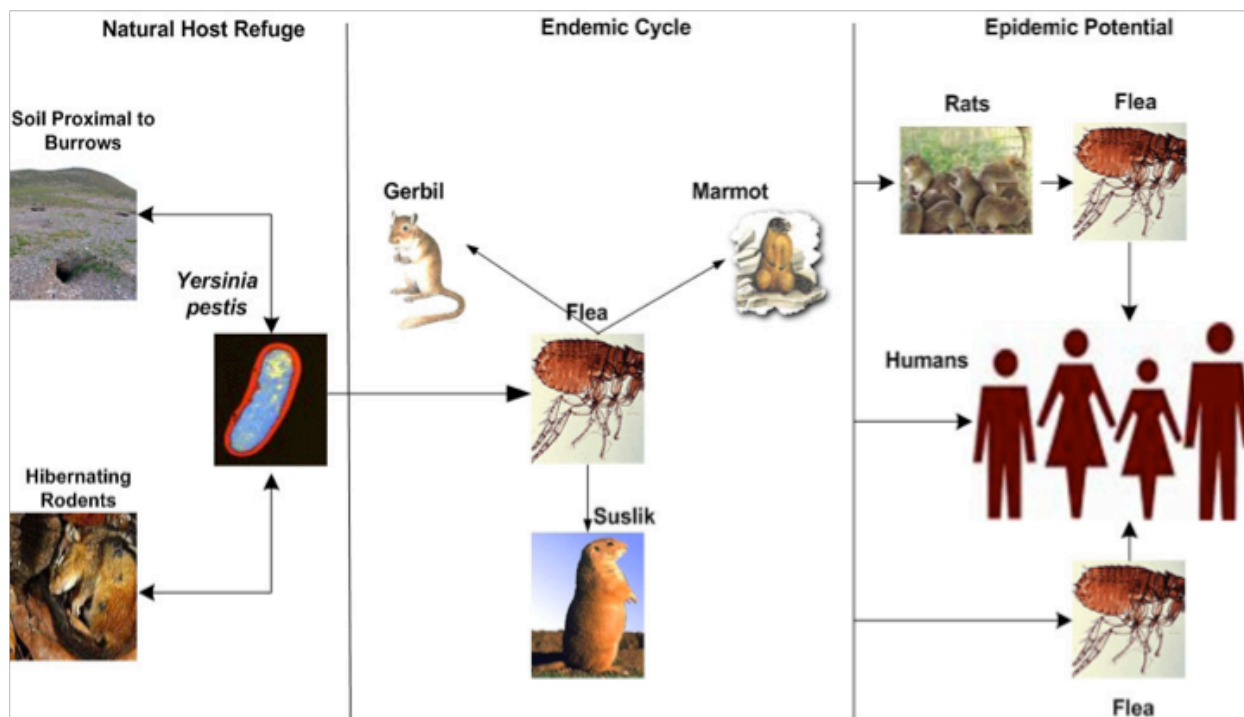 Natural Host Refuge
Endemic Cycle
Epidemic Potential
Soil Proximal to
Burrows
Yersinia
pestis
Hibernating
Rodents
Gerbil
Marmot
Flea
Suslik
Rats
Flea
Humans
Flea